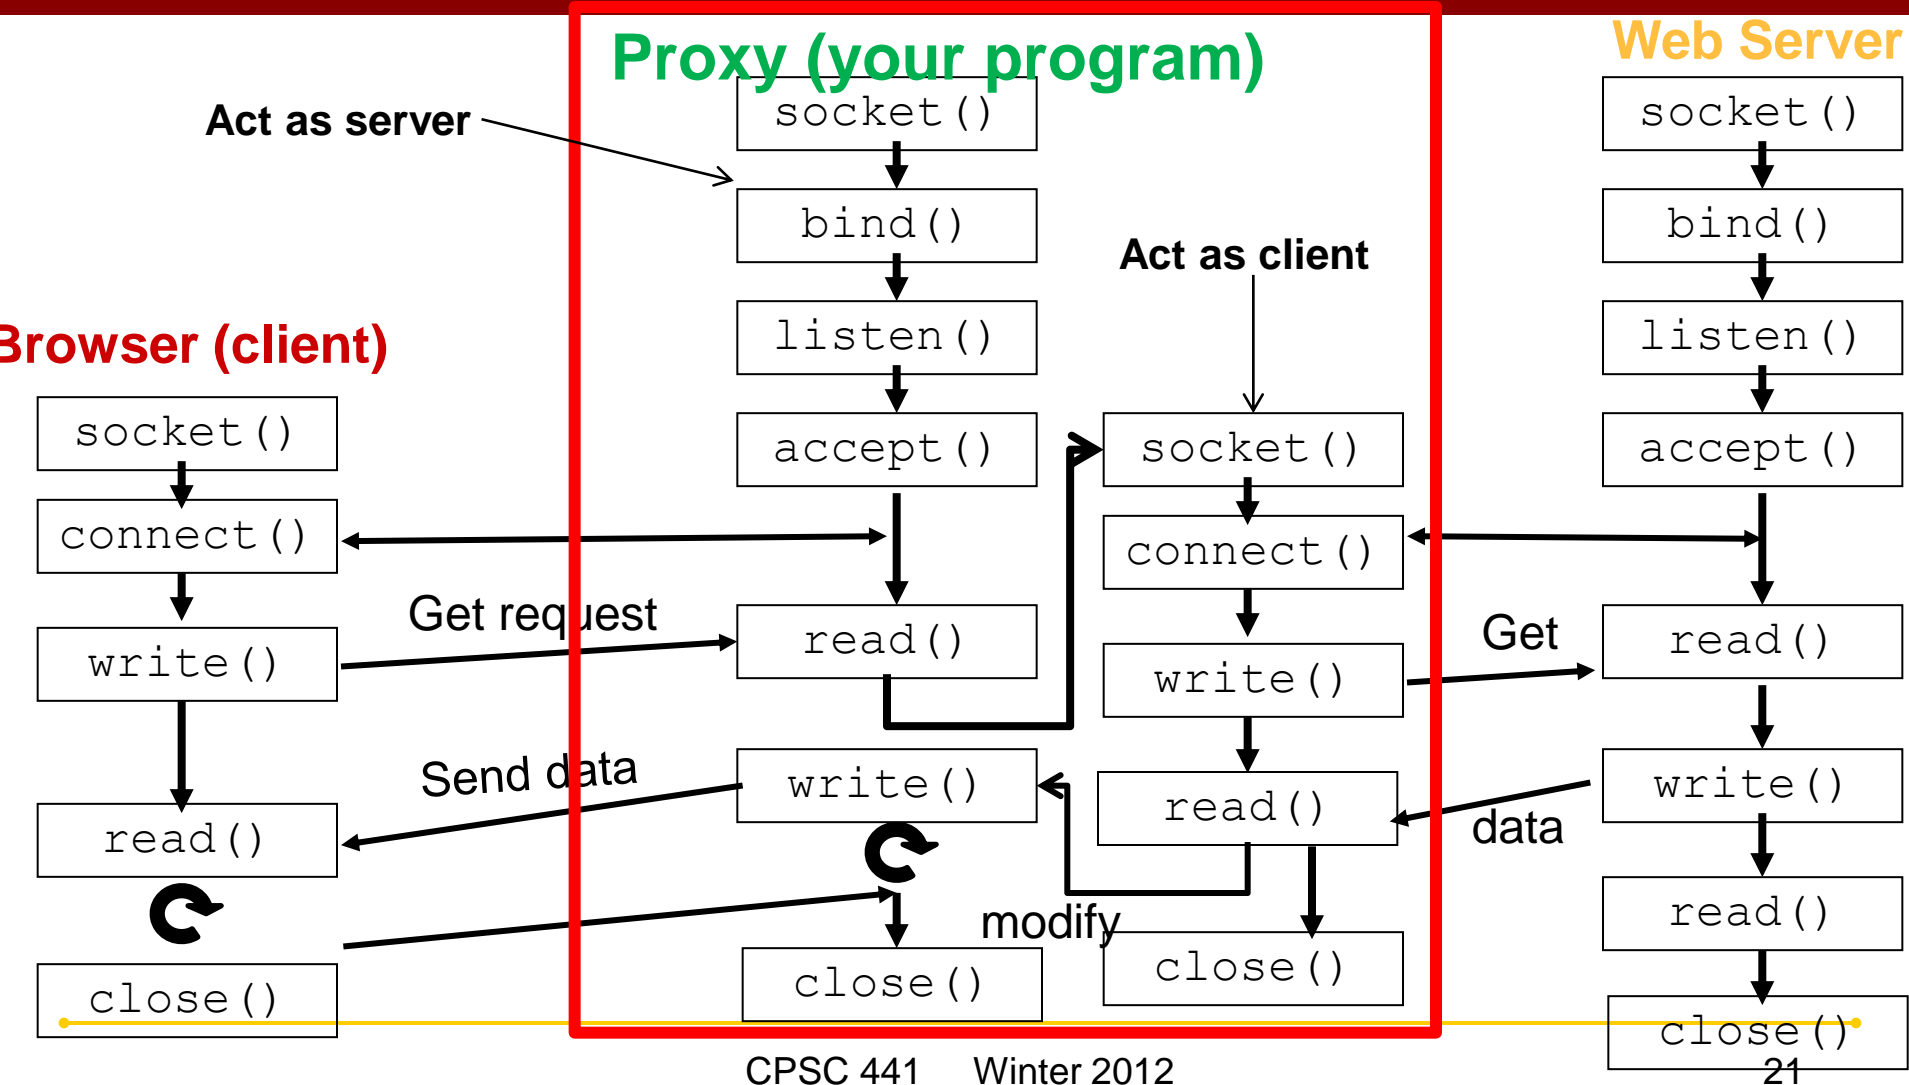 Proxy (your program)
Web Server
Act as server
Act as client
Browser (client)
socket()
connect()
write()
read()
close()
Get request
Send data
socket()
bind()
listen()
accept()
read()
write()
close()
modify
socket()
connect()
write()
read()
close()
Get
data
socket()
bind()
listen()
accept()
read()
write()
read()
close()
CPSC 441 Winter 2012
21